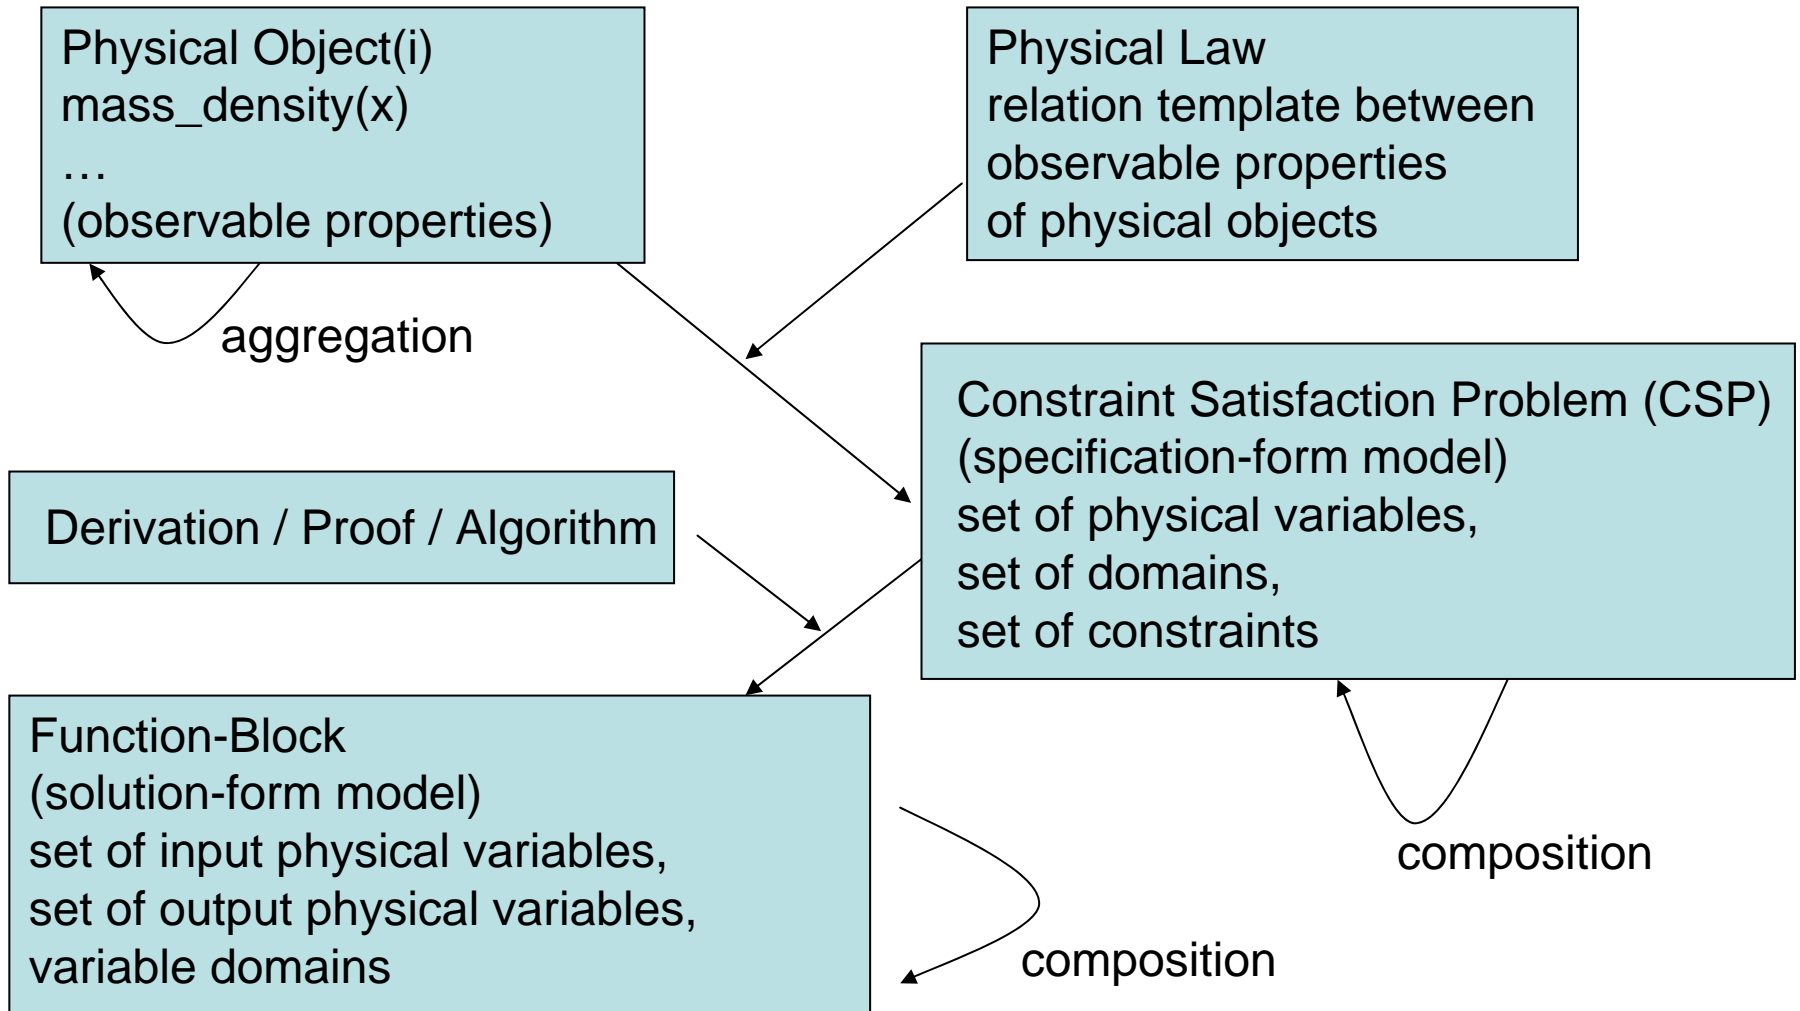 Physical Object(i)
mass_density(x)
…
(observable properties)
Physical Law
relation template between
observable properties
of physical objects
aggregation
Constraint Satisfaction Problem (CSP)
(specification-form model)
set of physical variables,
set of domains,
set of constraints
Derivation / Proof / Algorithm
Function-Block
(solution-form model)
set of input physical variables,
set of output physical variables,
variable domains
composition
composition